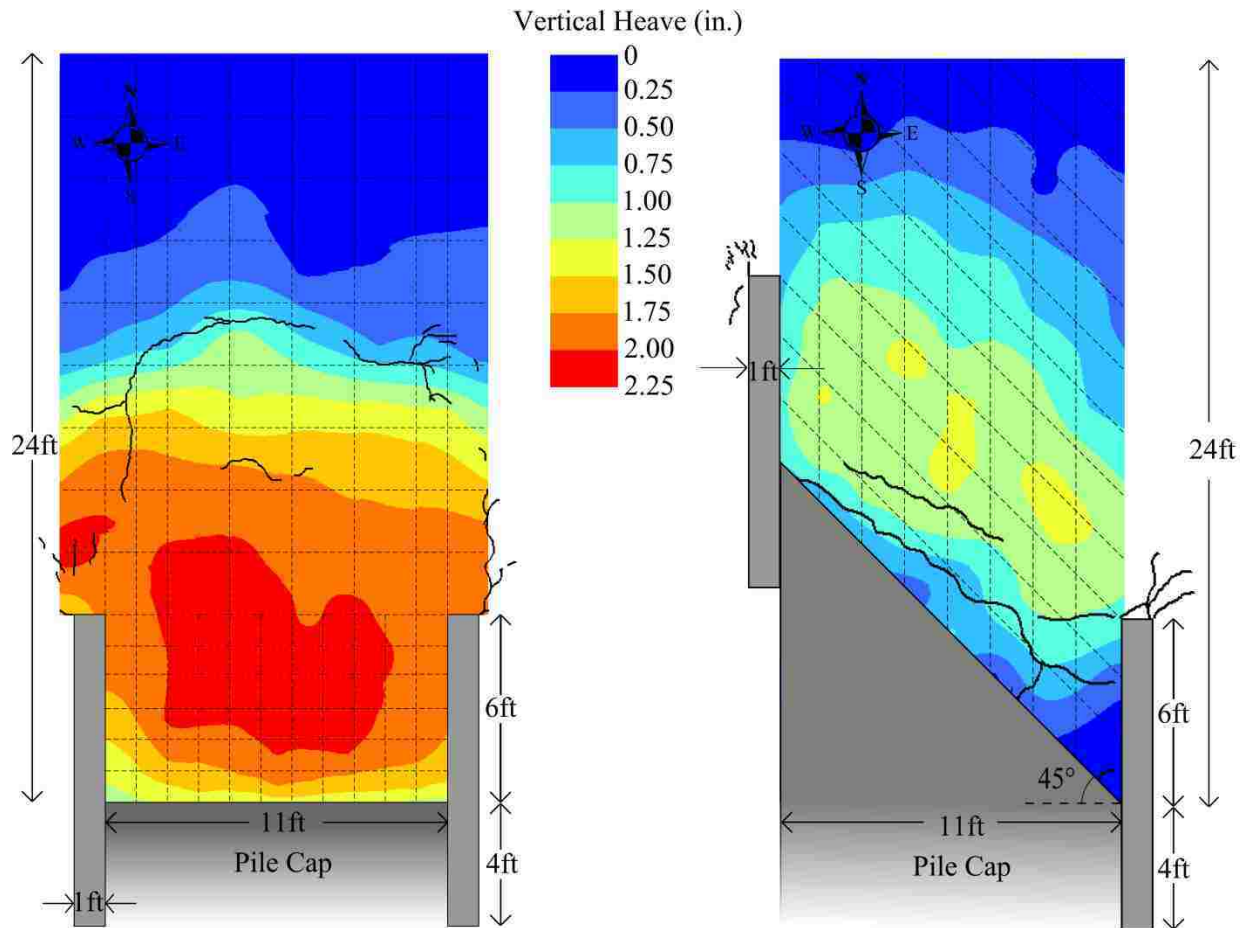 Vertical Heave (in.)
0
0.25
0.50
0.75
1.00
1.25
1.50
1.75
2.00
2.25
N
W E
S
24ft
6ft
11ft
Pile Cap
4ft
1ft
N
W E
S
1ft
24ft
6ft
45°
11ft
Pile Cap
4ft